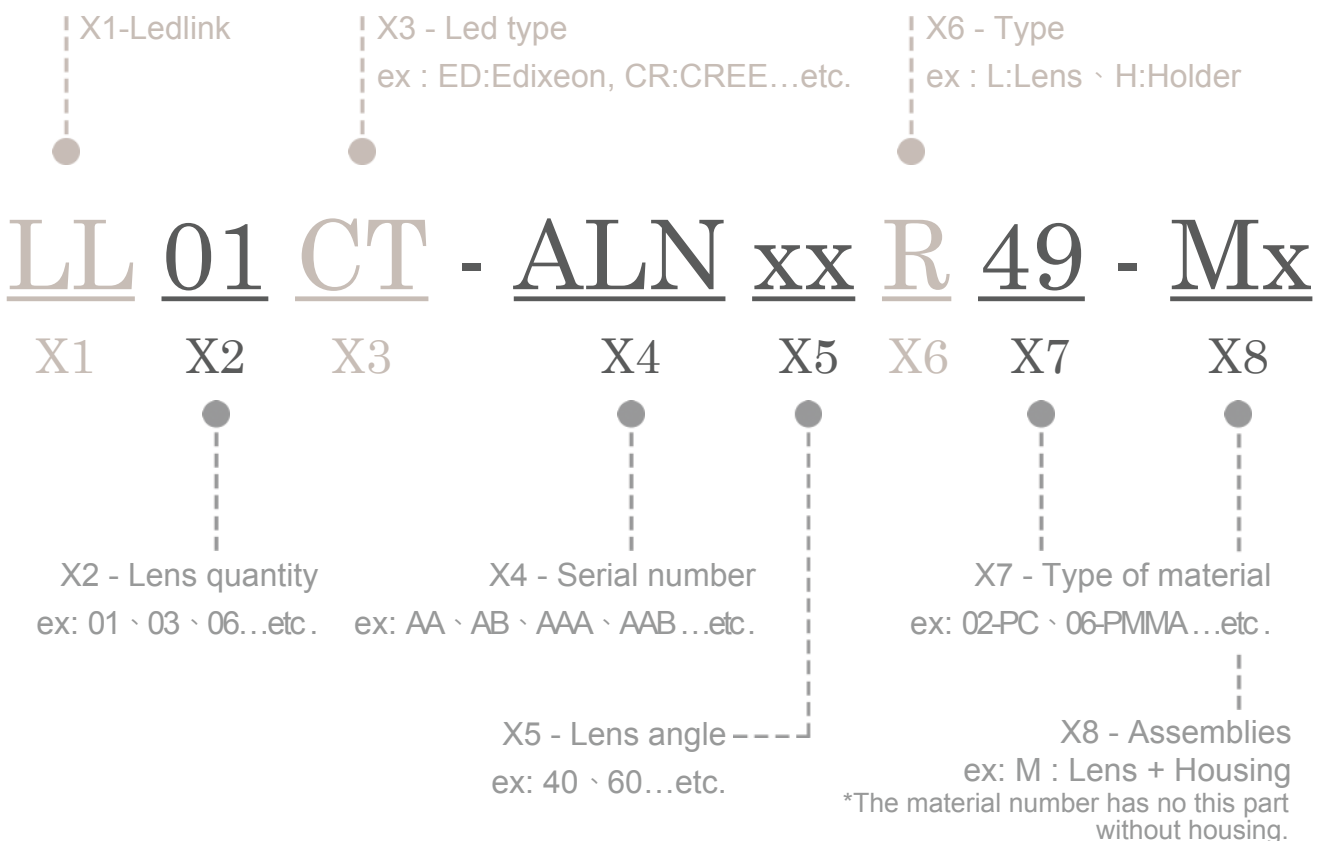 X1-Ledlink
X3 - Led type
ex : ED:Edixeon, CR:CREE…etc.
X6 - Type
ex : L:Lens、H:Holder
LL 01 CT - ALN xx R 49 - Mx
X1 X2 X3 X4 X5 X6 X7 X8
X2 - Lens quantity
ex: 01、03、06…etc.
X4 - Serial number
ex: AA、AB、AAA、AAB…etc.
X7 - Type of material
ex: 02-PC、06-PMMA…etc.
X5 - Lens angle
ex: 40、60…etc.
X8 - Assemblies
ex: M : Lens + Housing
*The material number has no this part
without housing.